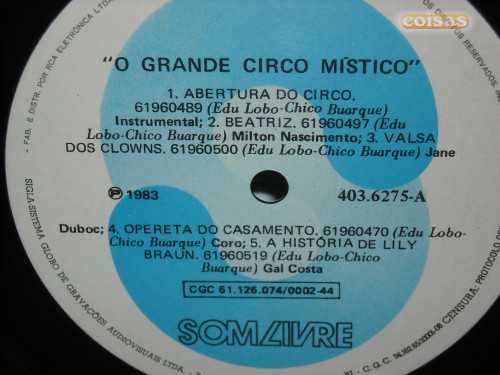 coisas
"O GRANDE CIRCO MÍSTICO"
1. ABERTURA DO CIRCO.
61960489 (Edu Lobo-Chico Buarque)
Instrumental; 2. BEATRIZ. 61960497 (Edu
Lobo-Chico Buarque) Milton Nascimento; 3. VALSA
DOS CLOWNS. 61960500 (Edu Lobo-Chico Buarque) Jane
℗ 1983
403.6275-A
Duboc; 4. OPERETA DO CASAMENTO. 61960470 (Edu Lobo-
Chico Buarque) Coro; 5. A HISTÓRIA DE LILY
BRAUN. 61960519 (Edu Lobo-Chico
Buarque) Gal Costa
CGC 61.126.074/0002-44
SOM LIVRE
- FAB. E DISTR. POR RCA ELETRÔNICA LTDA.
SIGLA-SISTEMA GLOBO DE GRAVAÇÕES AUDIOVISUAIS LTDA. -
RESERVADOS.
CENSURA: PROTOCOLO